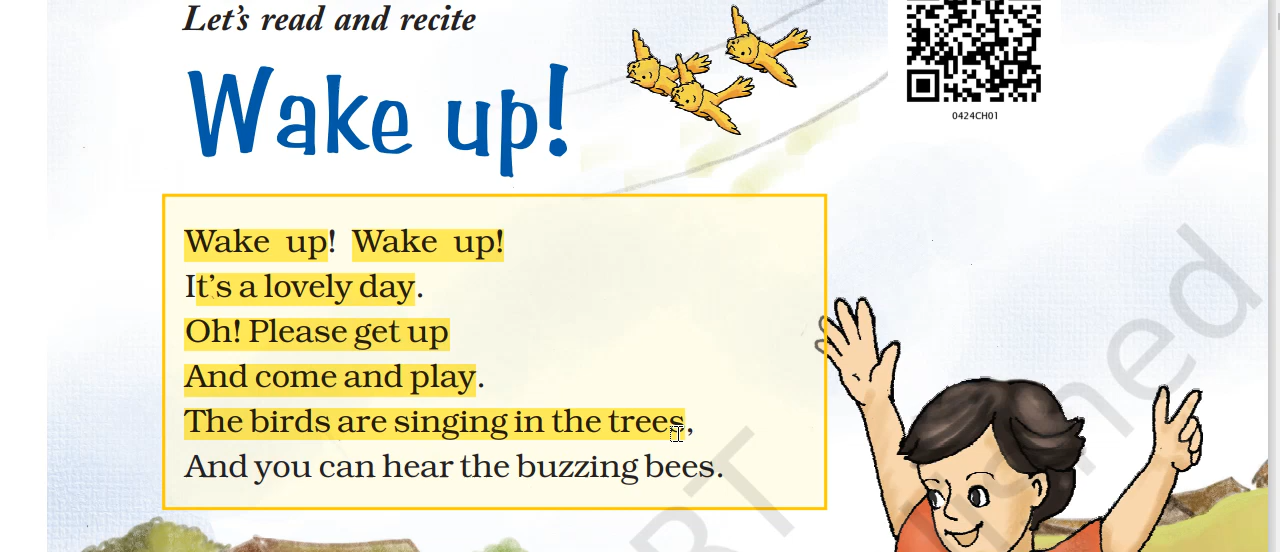 Let's read and recite
Wake up!
0424CH01
Wake up! Wake up!
It's a lovely day.
Oh! Please get up
And come and play.
The birds are singing in the trees,
And you can hear the buzzing bees.